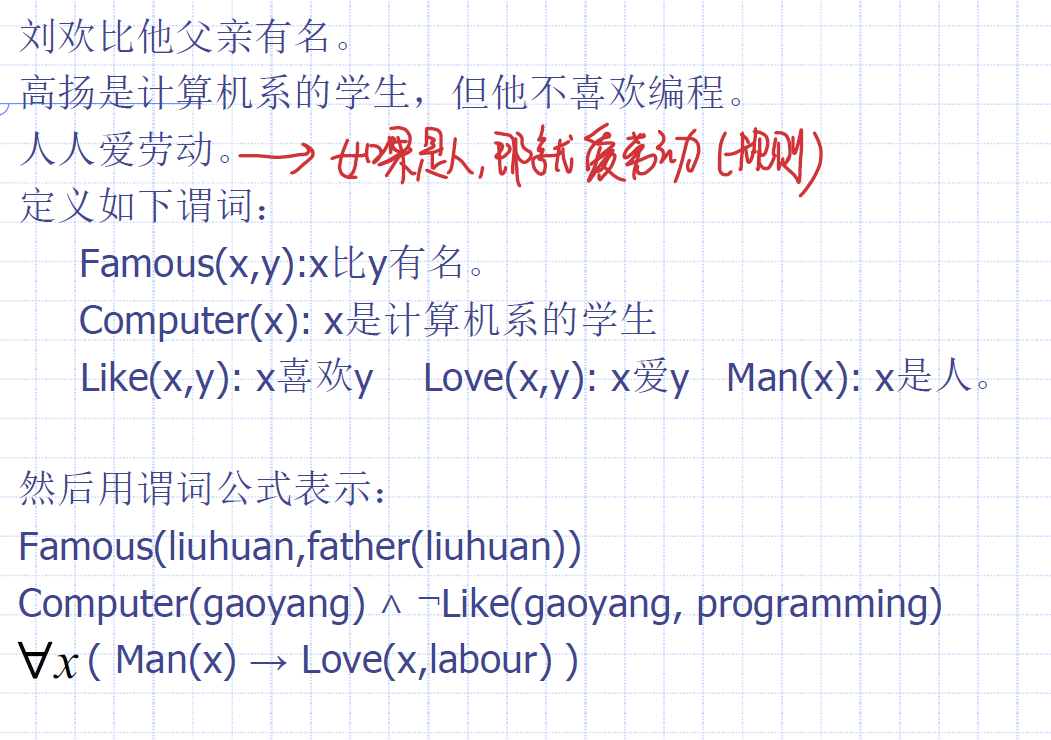 刘欢比他父亲有名。
高扬是计算机系的学生，但他不喜欢编程。
人人爱劳动。→ 如果是人，那就爱劳动（规则）
定义如下谓词：
Famous(x,y):x比y有名。
Computer(x): x是计算机系的学生
Like(x,y): x喜欢y Love(x,y): x爱y Man(x): x是人。
然后用谓词公式表示：
Famous(liuhuan,father(liuhuan))
Computer(gaoyang) ∧ ¬Like(gaoyang, programming)
∀x ( Man(x) → Love(x,labour) )